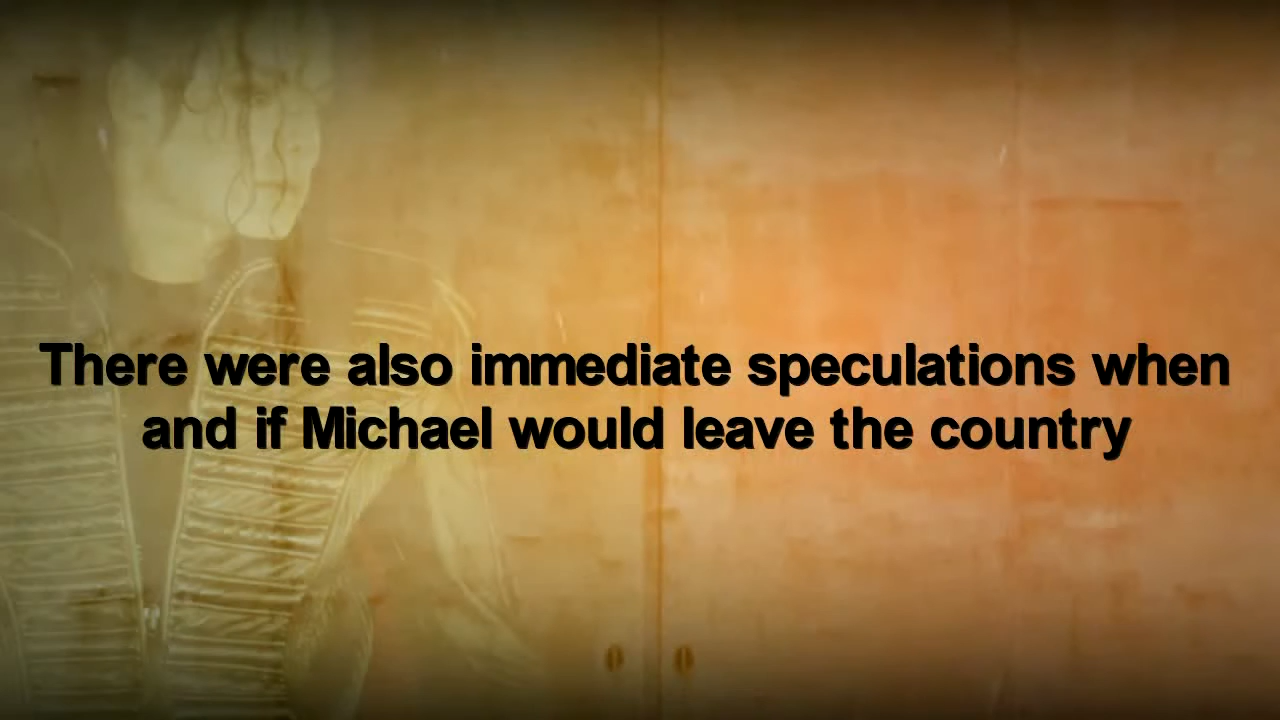 There were also immediate speculations when
and if Michael would leave the country